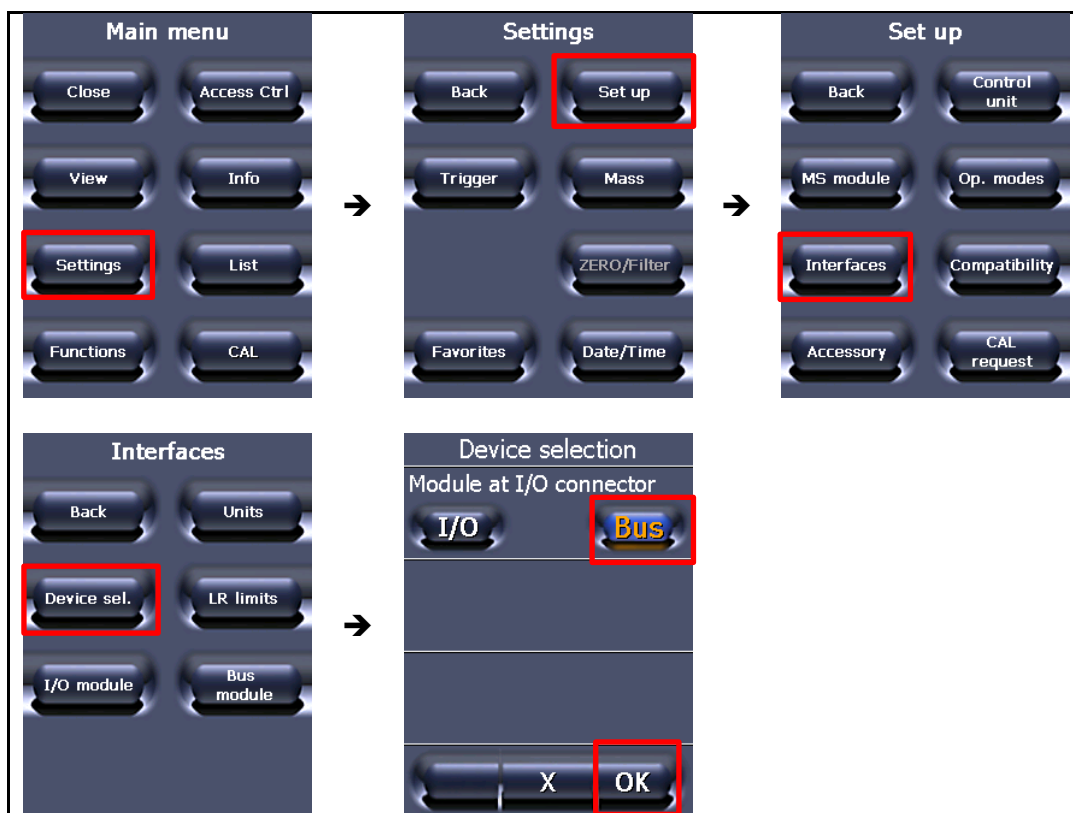 Main menu
Close
Access Ctrl
View
Info
Settings
List
Functions
CAL
➔
Settings
Back
Set up
Trigger
Mass
ZERO/Filter
Favorites
Date/Time
➔
Set up
Back
Control
unit
MS module
Op. modes
Interfaces
Compatibility
Accessory
CAL
request
Interfaces
Back
Units
Device sel.
LR limits
I/O module
Bus
module
➔
Device selection
Module at I/O connector
I/O
Bus
X
OK